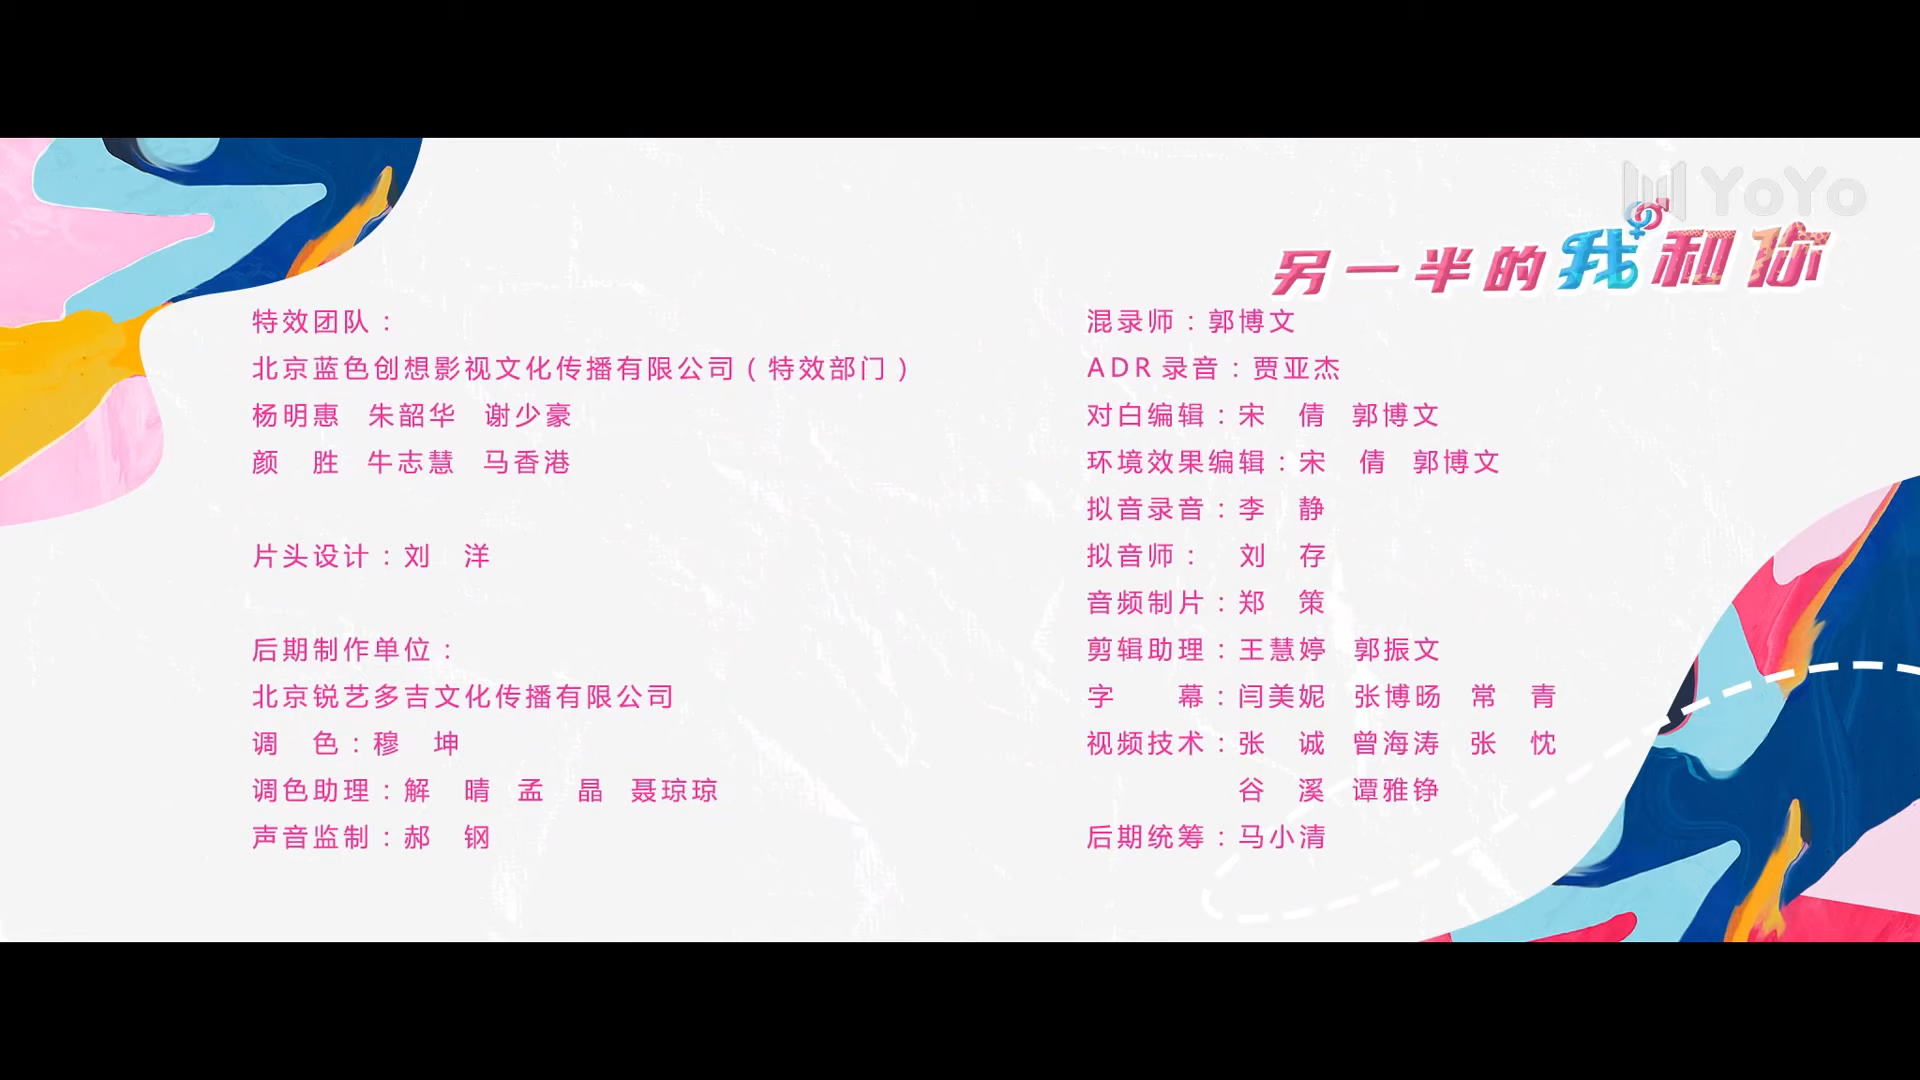 YoYo
另一半的我和你
特效团队：
北京蓝色创想影视文化传播有限公司（特效部门）
杨明惠 朱韶华 谢少豪
颜 胜 牛志慧 马香港
片头设计：刘 洋
后期制作单位：
北京锐艺多吉文化传播有限公司
调 色：穆 坤
调色助理：解 晴 孟 晶 聂琼琼
声音监制：郝 钢
混录师：郭博文
ADR录音：贾亚杰
对白编辑：宋 倩 郭博文
环境效果编辑：宋 倩 郭博文
拟音录音：李 静
拟音师： 刘 存
音频制片：郑 策
剪辑助理：王慧婷 郭振文
字 幕：闫美妮 张博旸 常 青
视频技术：张 诚 曾海涛 张 忱
谷 溪 谭雅铮
后期统筹：马小清